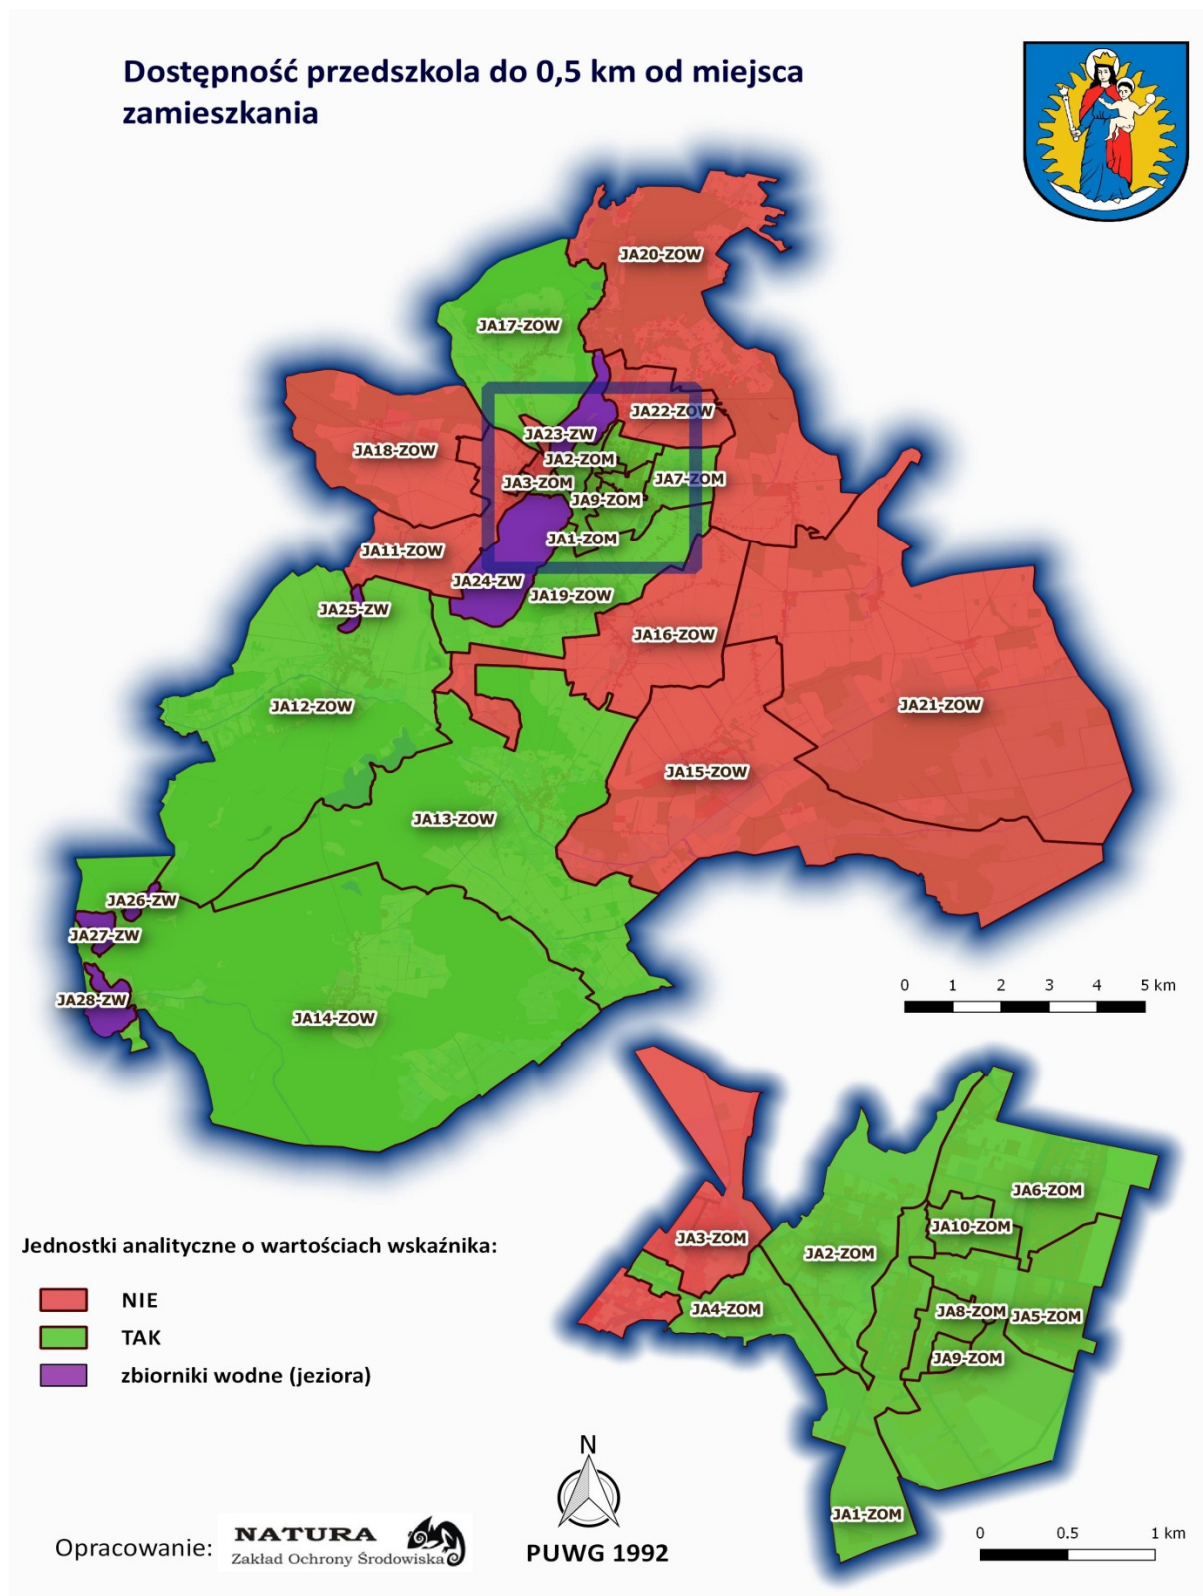 Dostępność przedszkola do 0,5 km od miejsca
zamieszkania
JA20-ZOW
JA17-ZOW
JA22-ZOW
JA23-ZW
JA18-ZOW
JA2-ZOM
JA3-ZOM
JA7-ZOM
JA9-ZOM
JA1-ZOM
JA11-ZOW
JA24-ZW
JA19-ZOW
JA25-ZW
JA16-ZOW
JA12-ZOW
JA21-ZOW
JA15-ZOW
JA13-ZOW
JA26-ZW
JA27-ZW
JA28-ZW
JA14-ZOW
0 1 2 3 4 5 km
JA6-ZOM
JA10-ZOM
JA3-ZOM
JA2-ZOM
JA4-ZOM
JA8-ZOM
JA5-ZOM
JA9-ZOM
JA1-ZOM
0 0.5 1 km
Jednostki analityczne o wartościach wskaźnika:
NIE
TAK
zbiorniki wodne (jeziora)
N
PUWG 1992
Opracowanie:
NATURA
Zakład Ochrony Środowiska